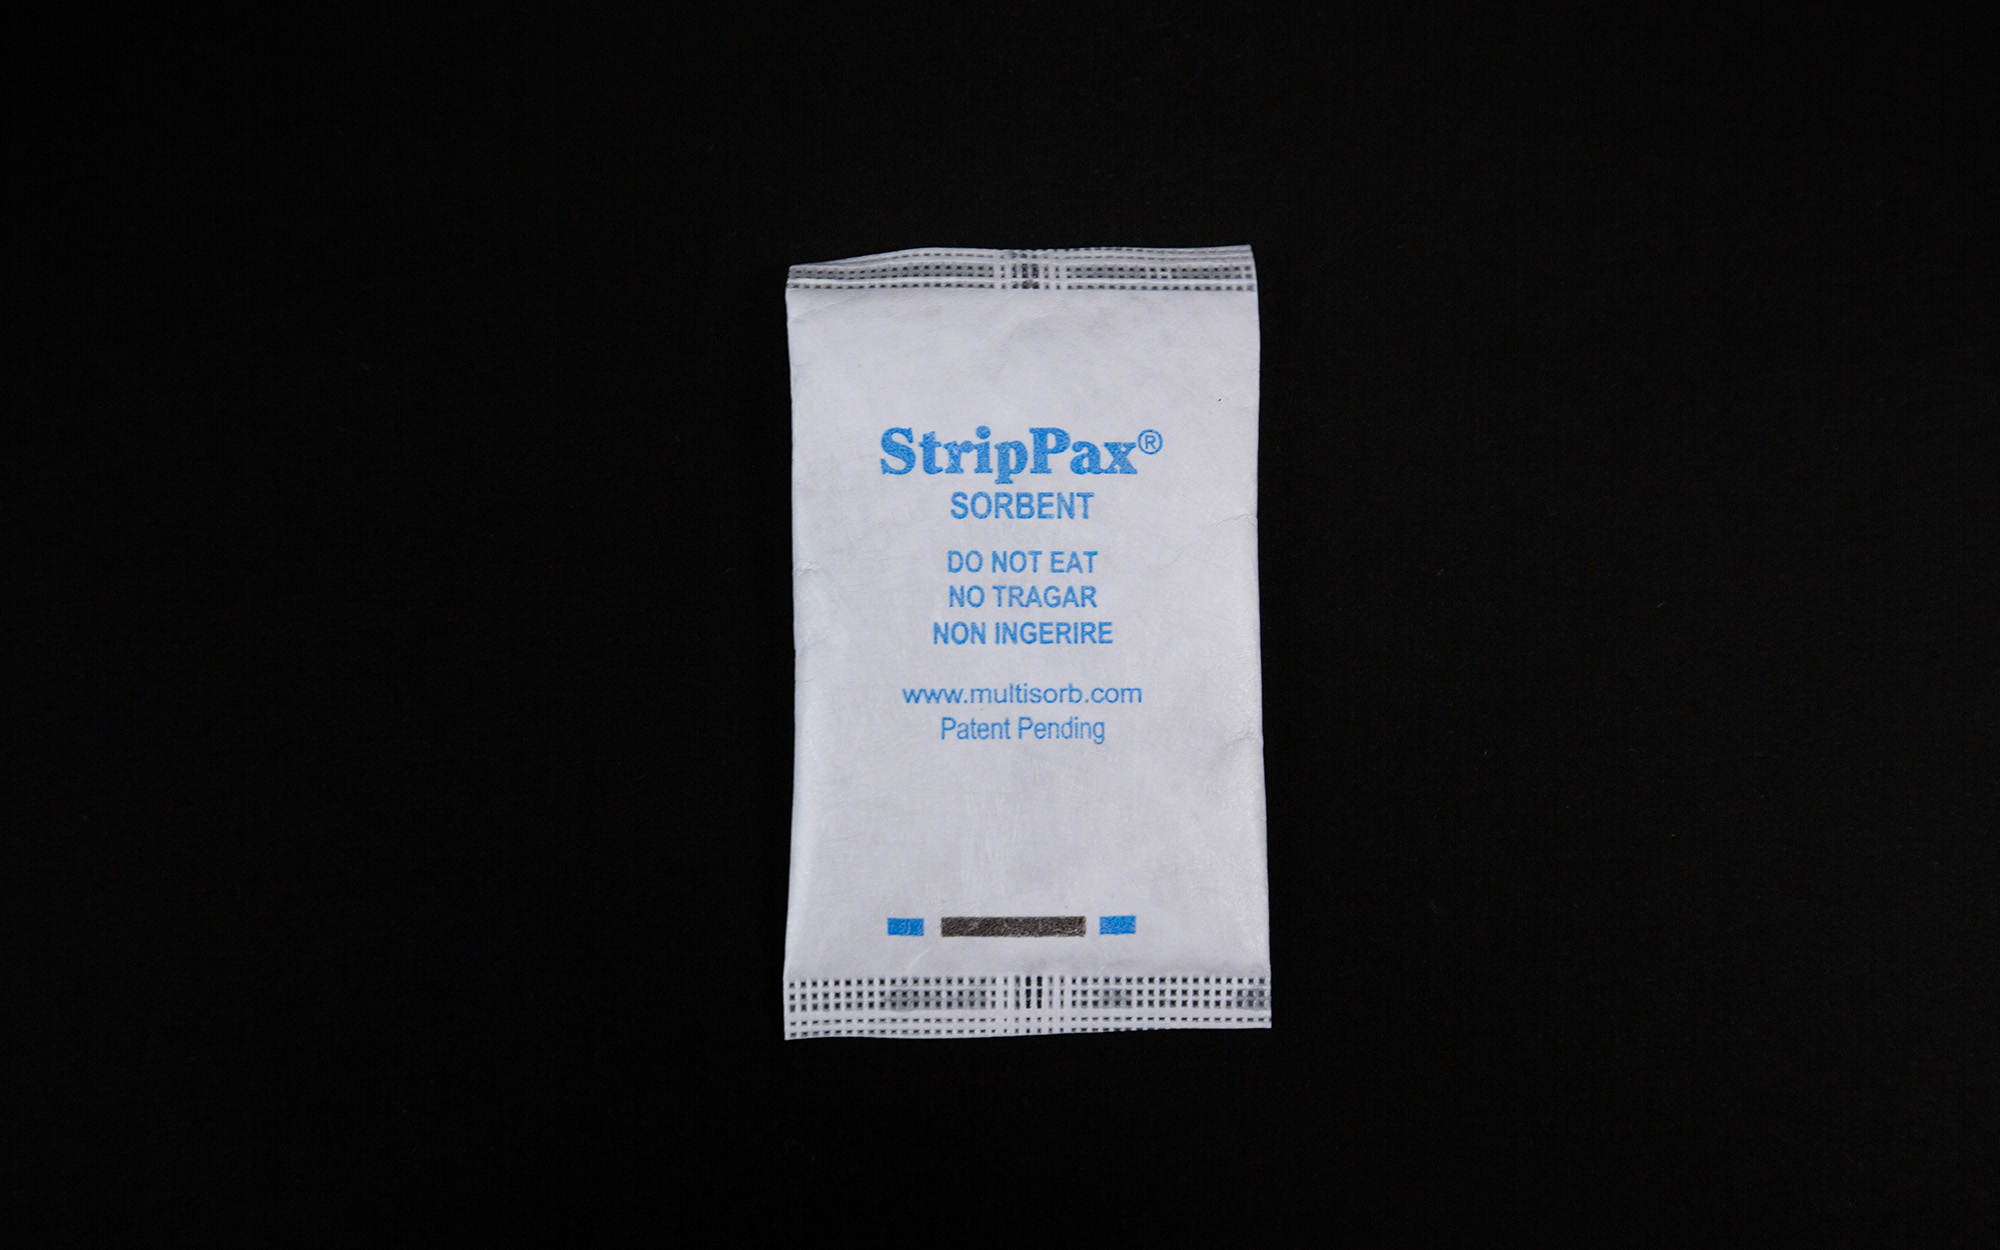 StripPax®
SORBENT
DO NOT EAT
NO TRAGAR
NON INGERIRE
www.multisorb.com
Patent Pending